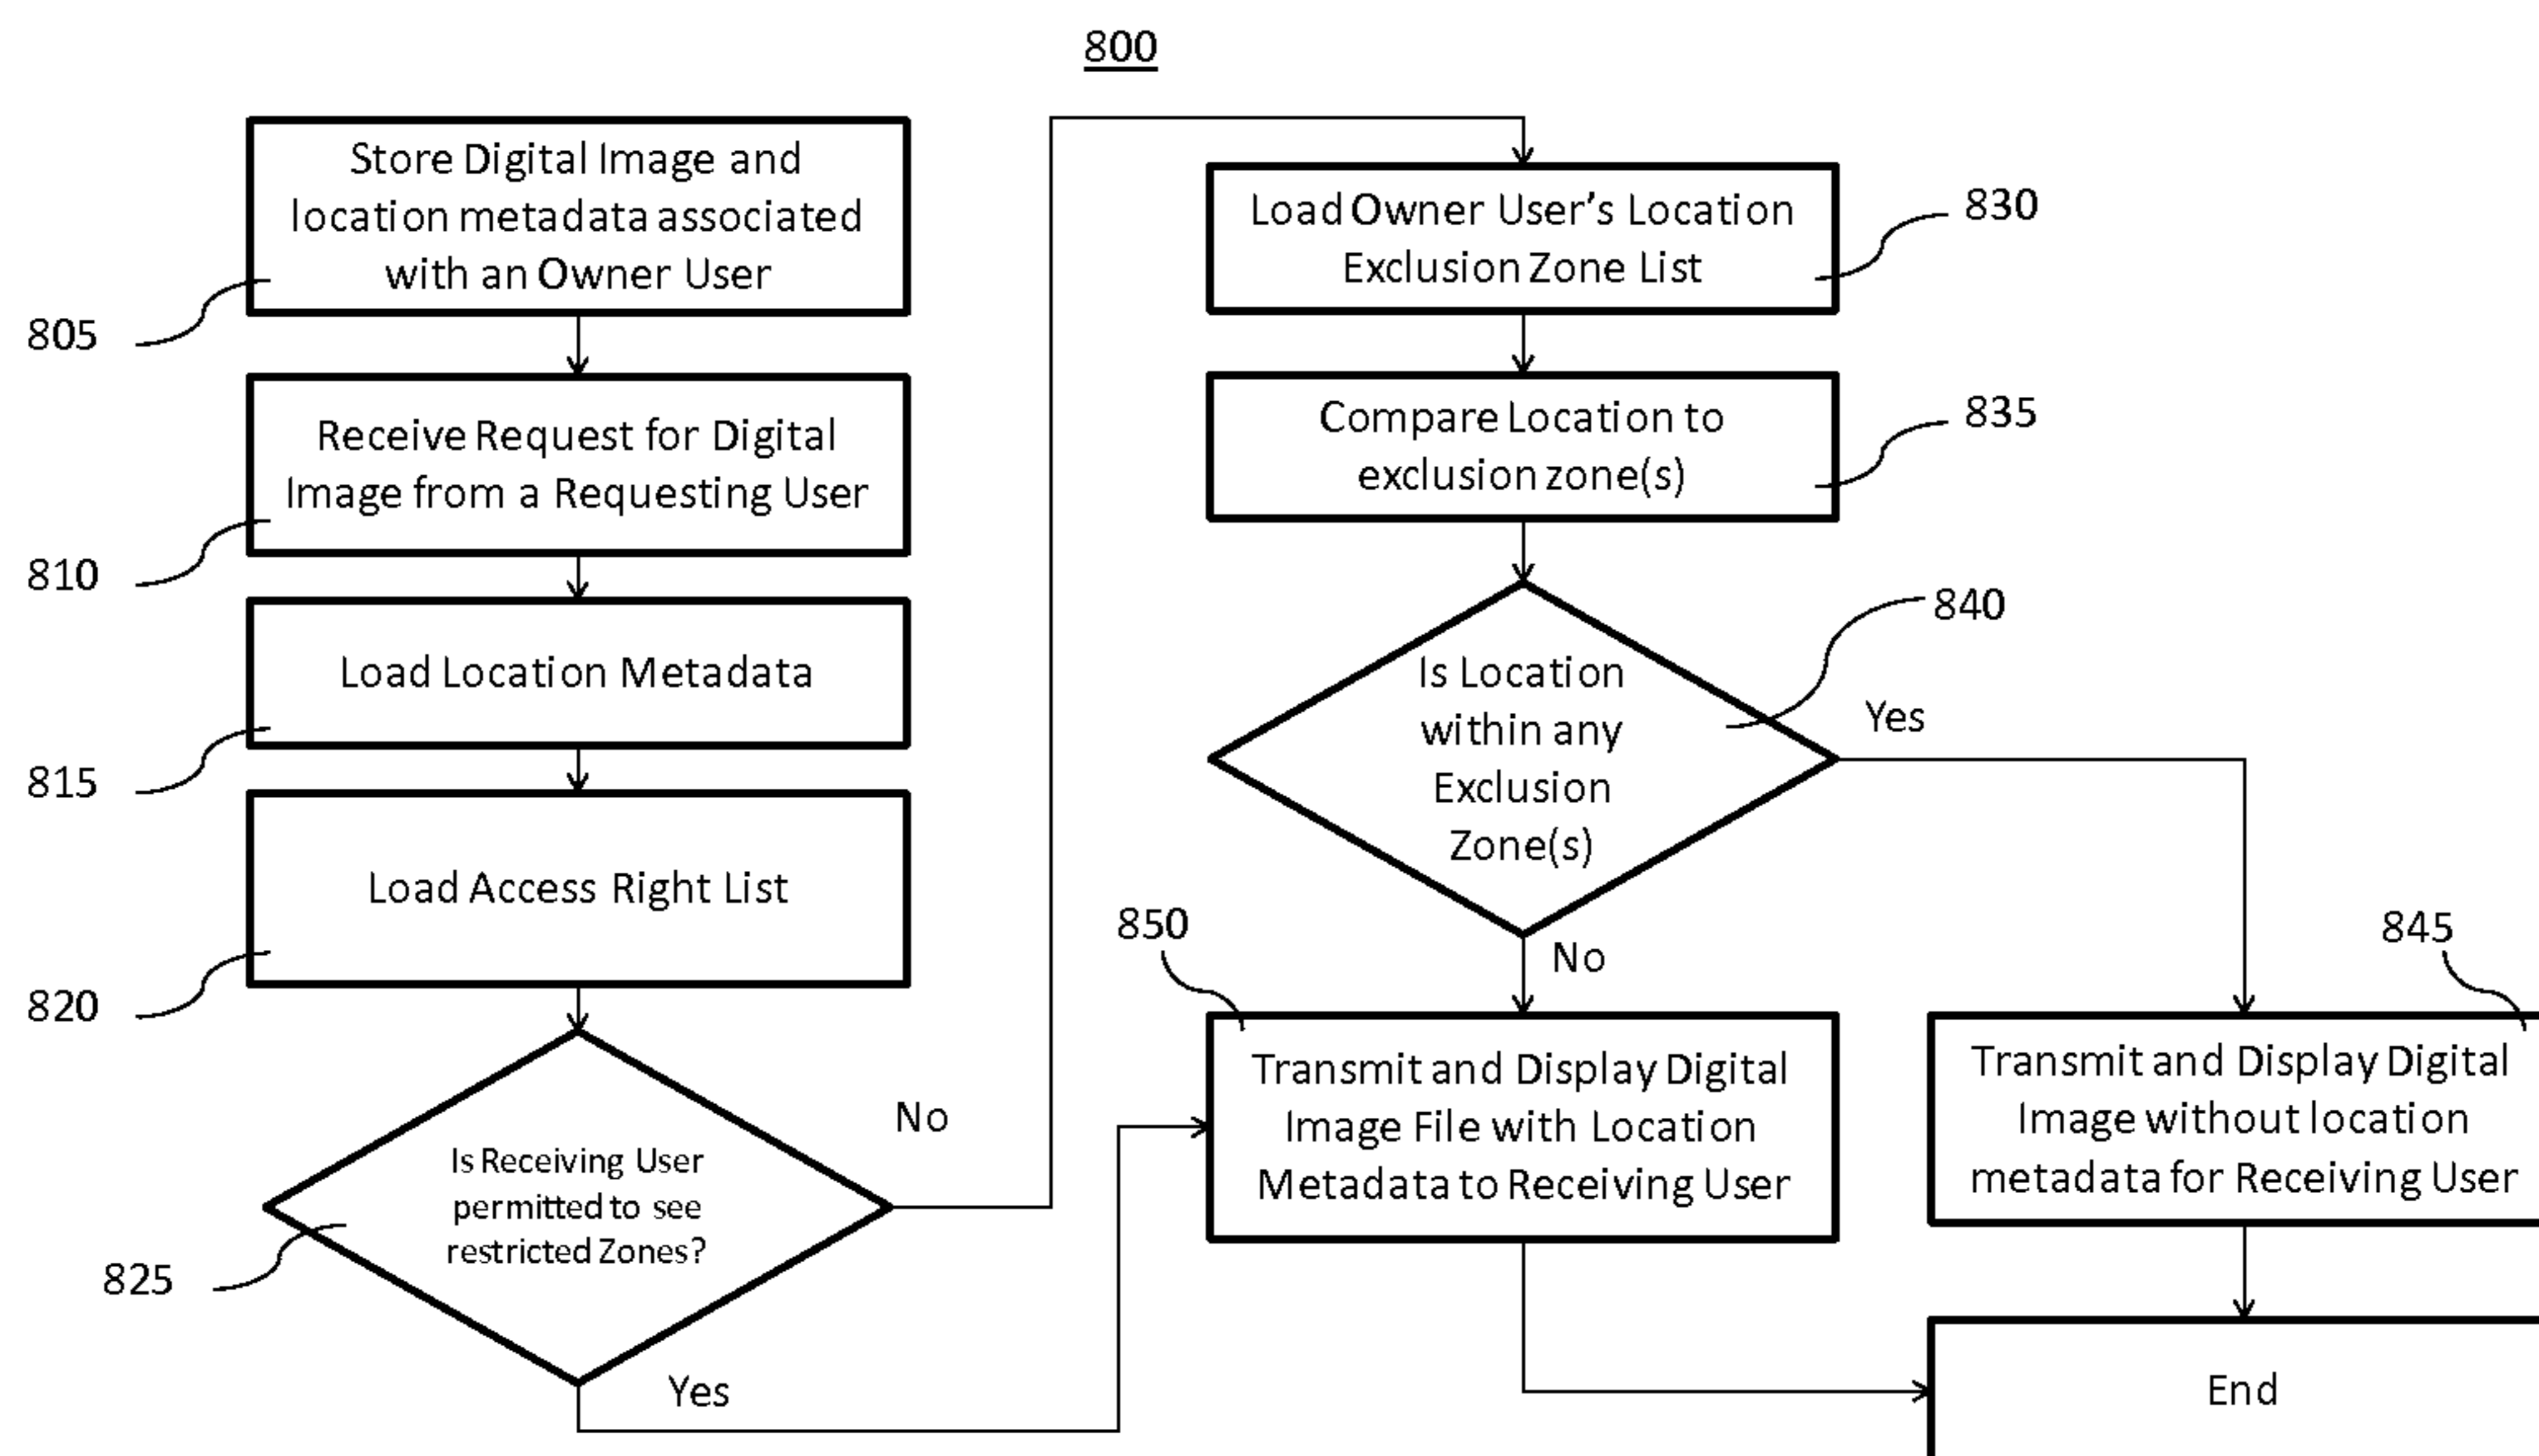 800
Store Digital Image and
location metadata associated
with an Owner User
805
Receive Request for Digital
Image from a Requesting User
810
Load Location Metadata
815
Load Access Right List
820
Is Receiving User
permitted to see
restricted Zones?
825
No
Yes
Load Owner User’s Location
Exclusion Zone List
830
Compare Location to
exclusion zone(s)
835
Is Location
within any
Exclusion
Zone(s)
840
Yes
No
850
Transmit and Display Digital
Image File with Location
Metadata to Receiving User
845
Transmit and Display Digital
Image without location
metadata for Receiving User
End